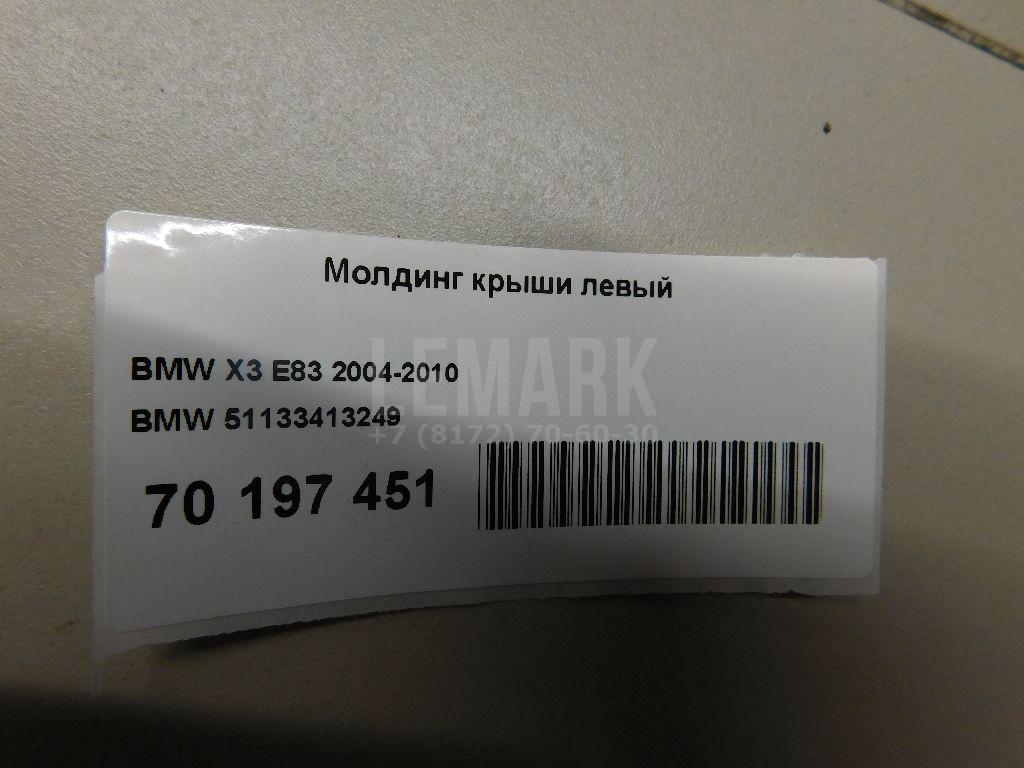 Молдинг крыши левый
LEMARK
BMW X3 E83 2004-2010
BMW 51133413249
+7 (8172) 70-60-30
70 197 451